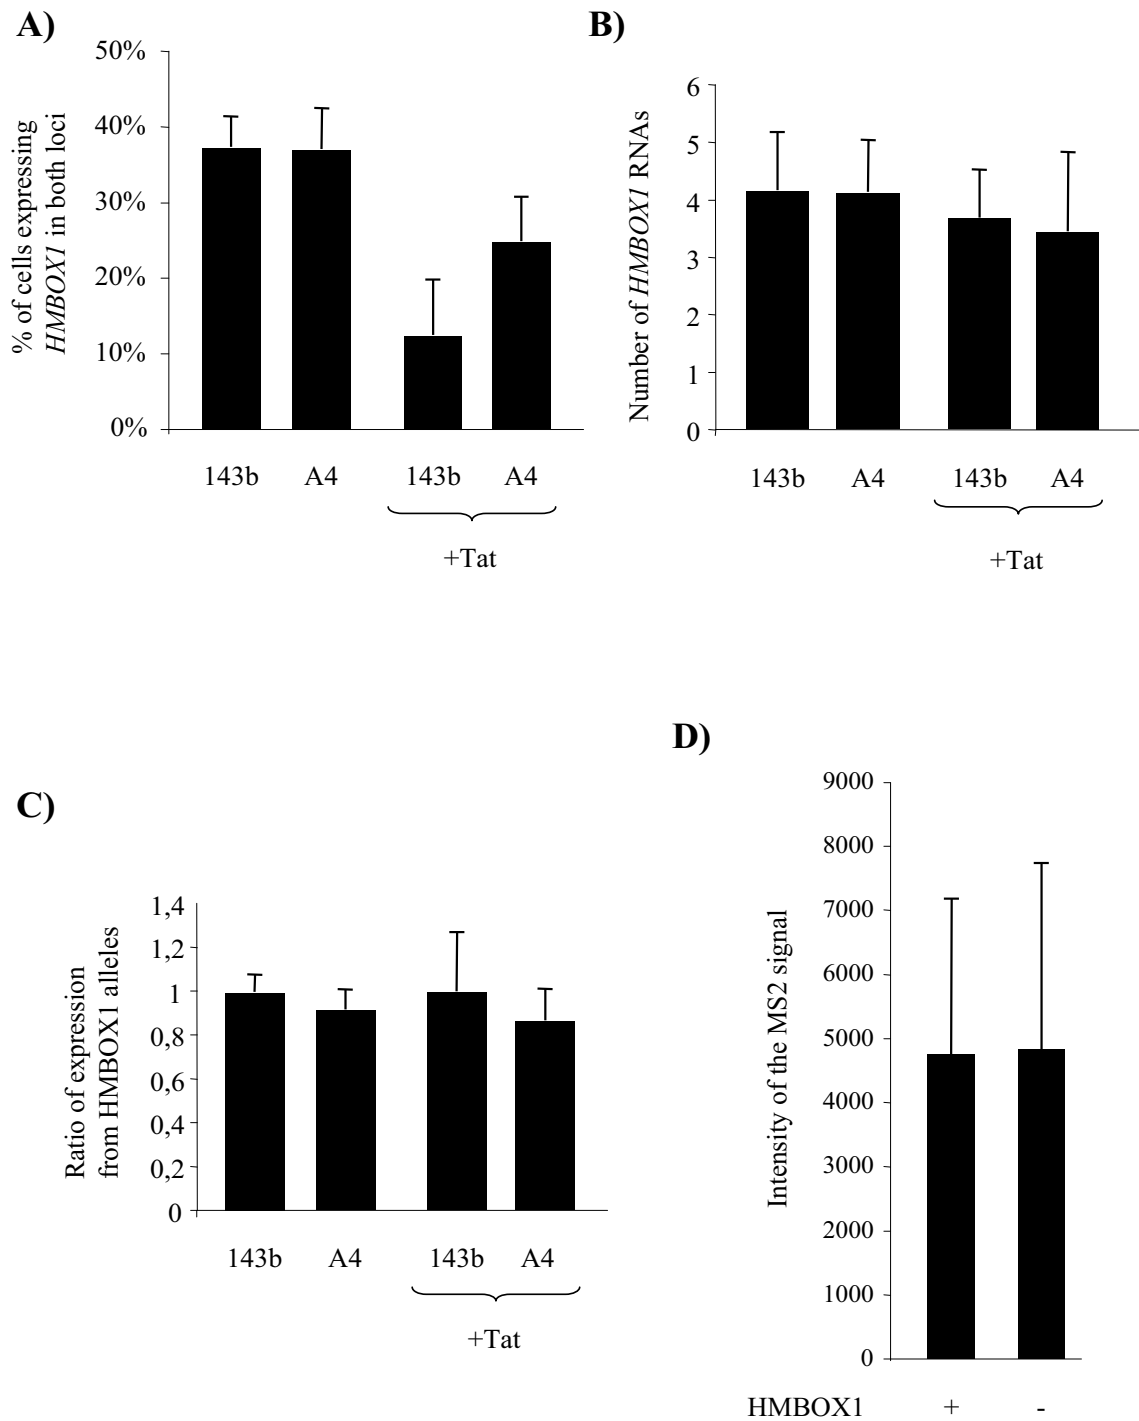 A)
50%
40%
30%
20%
10%
0%
% of cells expressing
HMBOX1 in both loci
143b A4 143b A4
+Tat
B)
6
5
4
3
2
1
0
Number of HMBOX1 RNAs
143b A4 143b A4
+Tat
C)
1,4
1,2
1
0,8
0,6
0,4
0,2
0
Ratio of expression
from HMBOX1 alleles
143b A4 143b A4
+Tat
D)
9000
8000
7000
6000
5000
4000
3000
2000
1000
0
Intensity of the MS2 signal
HMBOX1 + -